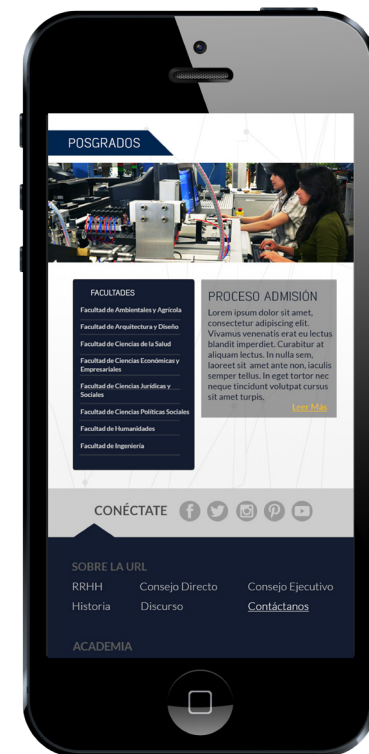 POSGRADOS
FACULTADES
Facultad de Ambientales y Agrícola
Facultad de Arquitectura y Diseño
Facultad de Ciencias de la Salud
Facultad de Ciencias Económicas y
Empresariales
Facultad de Ciencias Jurídicas y
Sociales
Facultad de Ciencias Políticas Sociales
Facultad de Humanidades
Facultad de Ingeniería
PROCESO ADMISIÓN
Lorem ipsum dolor sit amet,
consectetur adipiscing elit.
Vivamus venenatis erat eu lectus
blandit imperdiet. Curabitur at
aliquam lectus. In nulla sem,
laoreet sit amet ante non, iaculis
semper tellus. In eget tortor nec
neque tincidunt volutpat cursus
sit amet turpis.
Leer Más
CONÉCTATE
SOBRE LA URL
RRHH Consejo Directo Consejo Ejecutivo
Historia Discurso Contáctanos
ACADEMIA